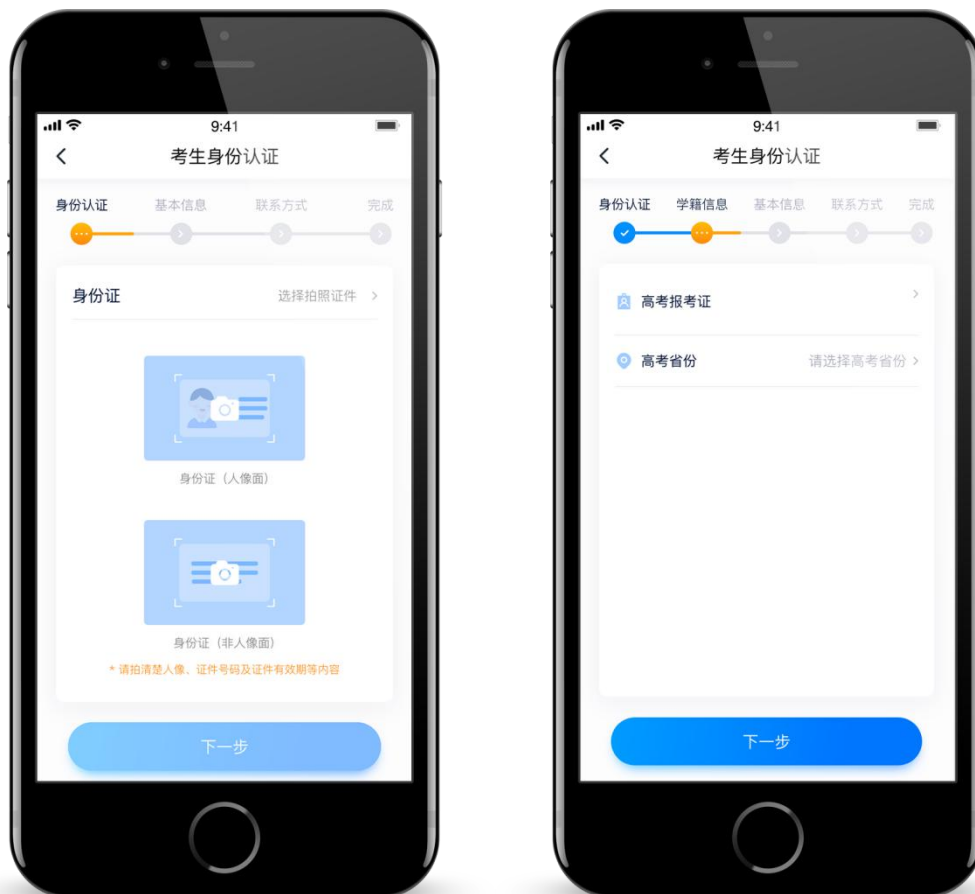 9:41
考生身份认证
身份认证 基本信息 联系方式 完成
身份证 选择拍照证件
身份证（人像面）
身份证（非人像面）
* 请拍清楚人像、证件号码及证件有效期等内容
下一步
9:41
考生身份认证
身份认证 学籍信息 基本信息 联系方式 完成
高考报考证
高考省份 请选择高考省份
下一步